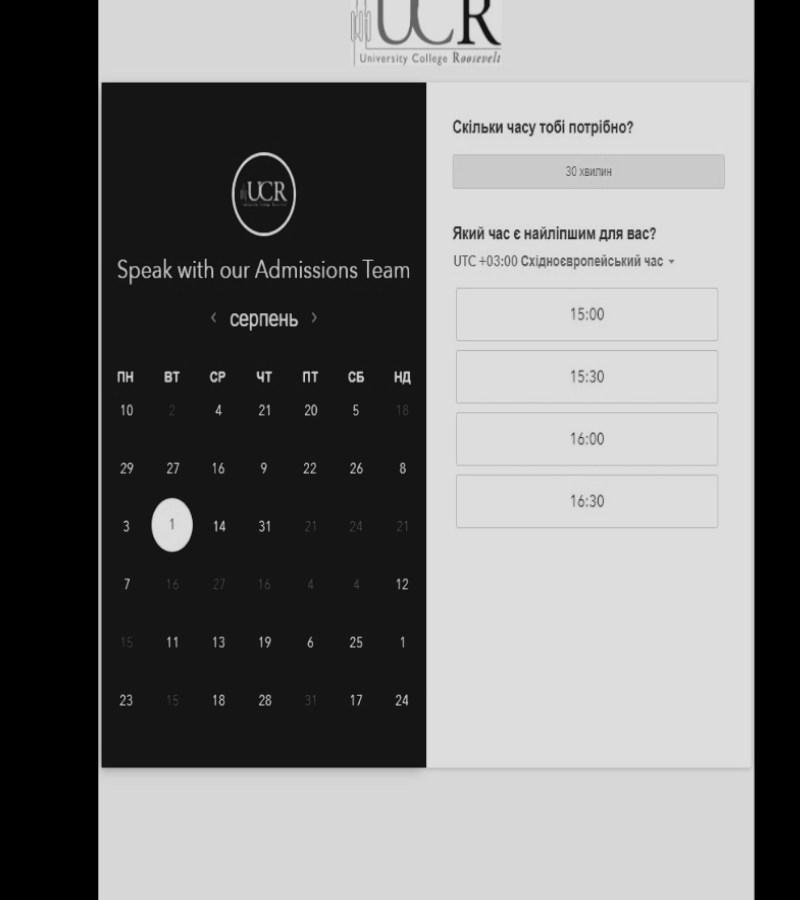 UCR
University College Roosevelt
UCR
Speak with our Admissions Team
‹ серпень ›
ПН ВТ СР ЧТ ПТ СБ НД
10 2 4 21 20 5 18
29 27 16 9 22 26 8
3 1 14 31 21 24 21
7 16 27 16 4 4 12
15 11 13 19 6 25 1
23 15 18 28 31 17 24
Скільки часу тобі потрібно?
30 хвилин
Який час є найліпшим для вас?
UTC +03:00 Східноєвропейський час
15:00
15:30
16:00
16:30